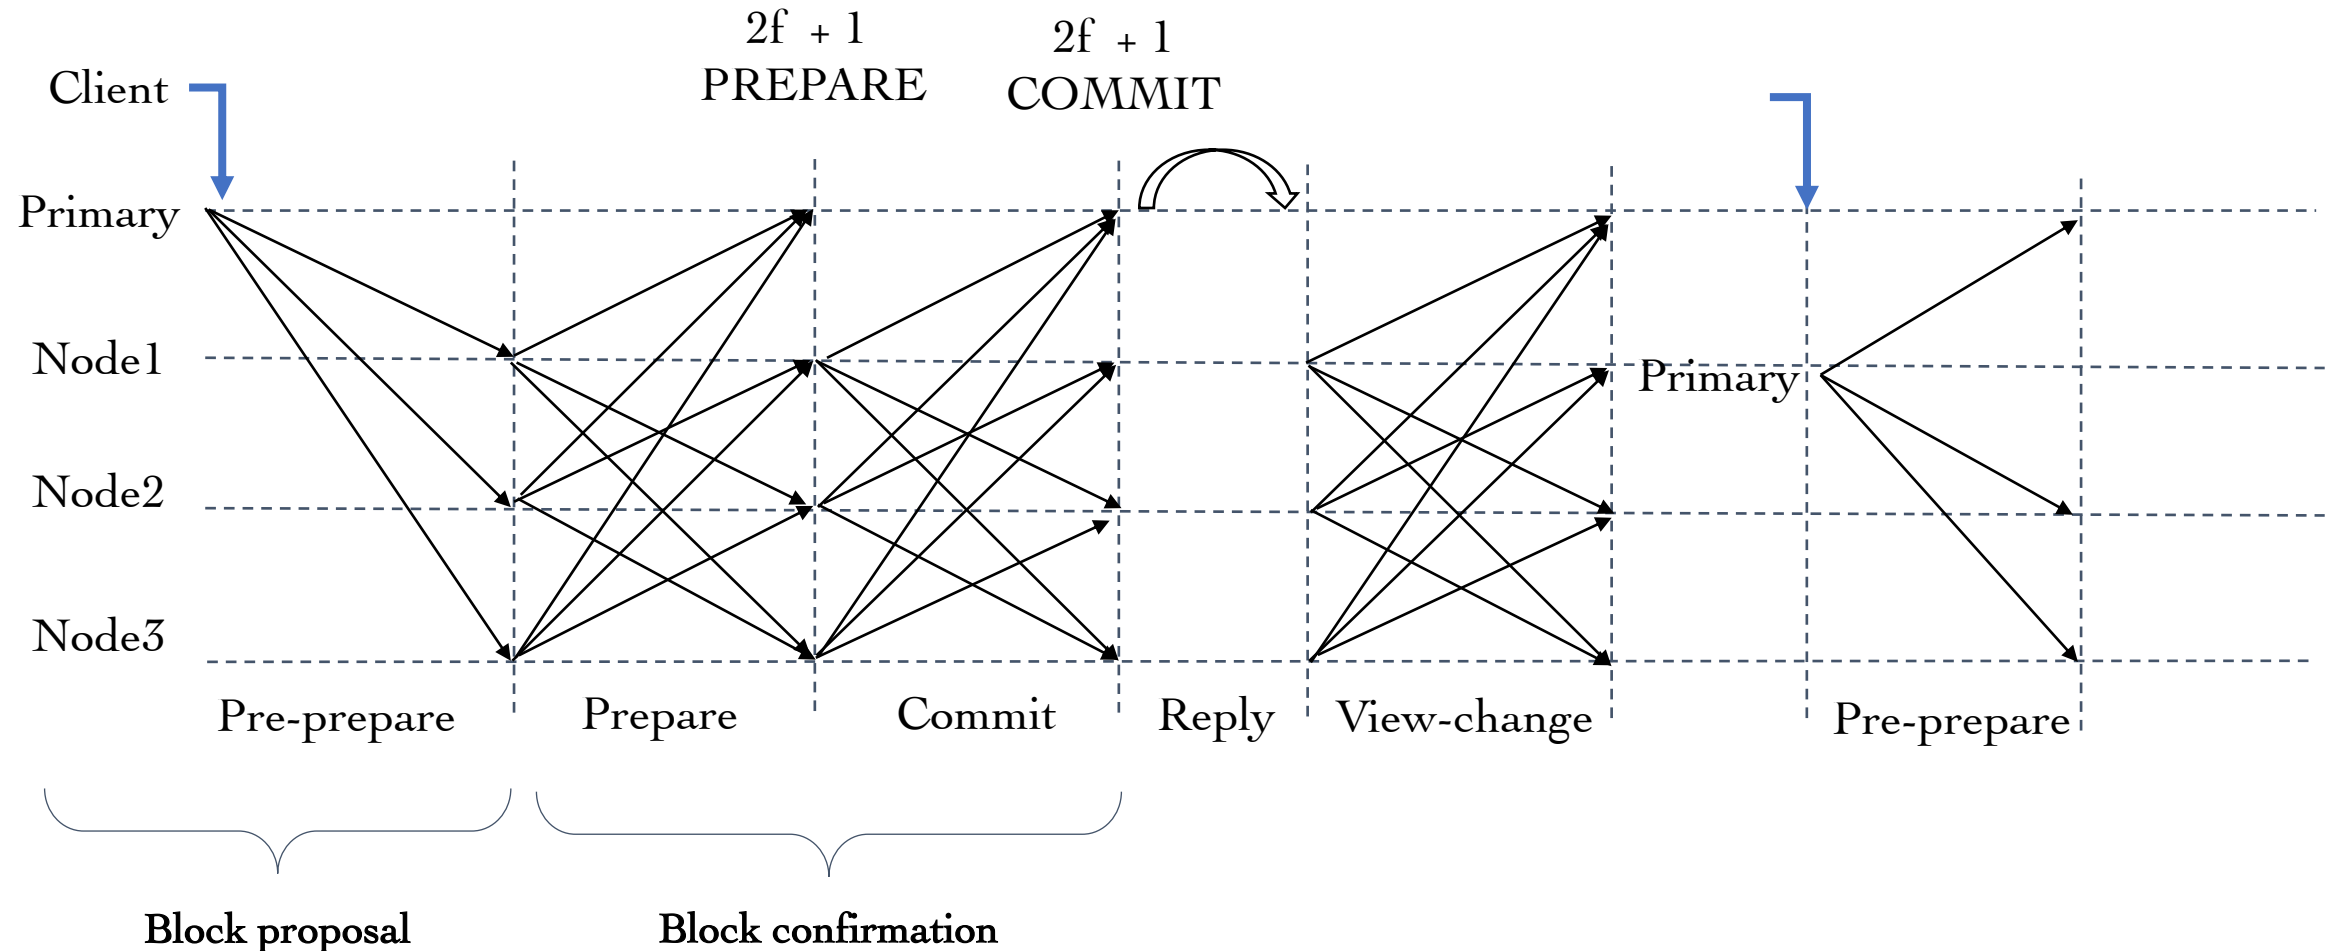 2f + 1
PREPARE
2f + 1
COMMIT
Client
Primary
Node1
Primary
Node2
Node3
Pre-prepare
Prepare
Commit
Reply
View-change
Pre-prepare
Block proposal
Block confirmation